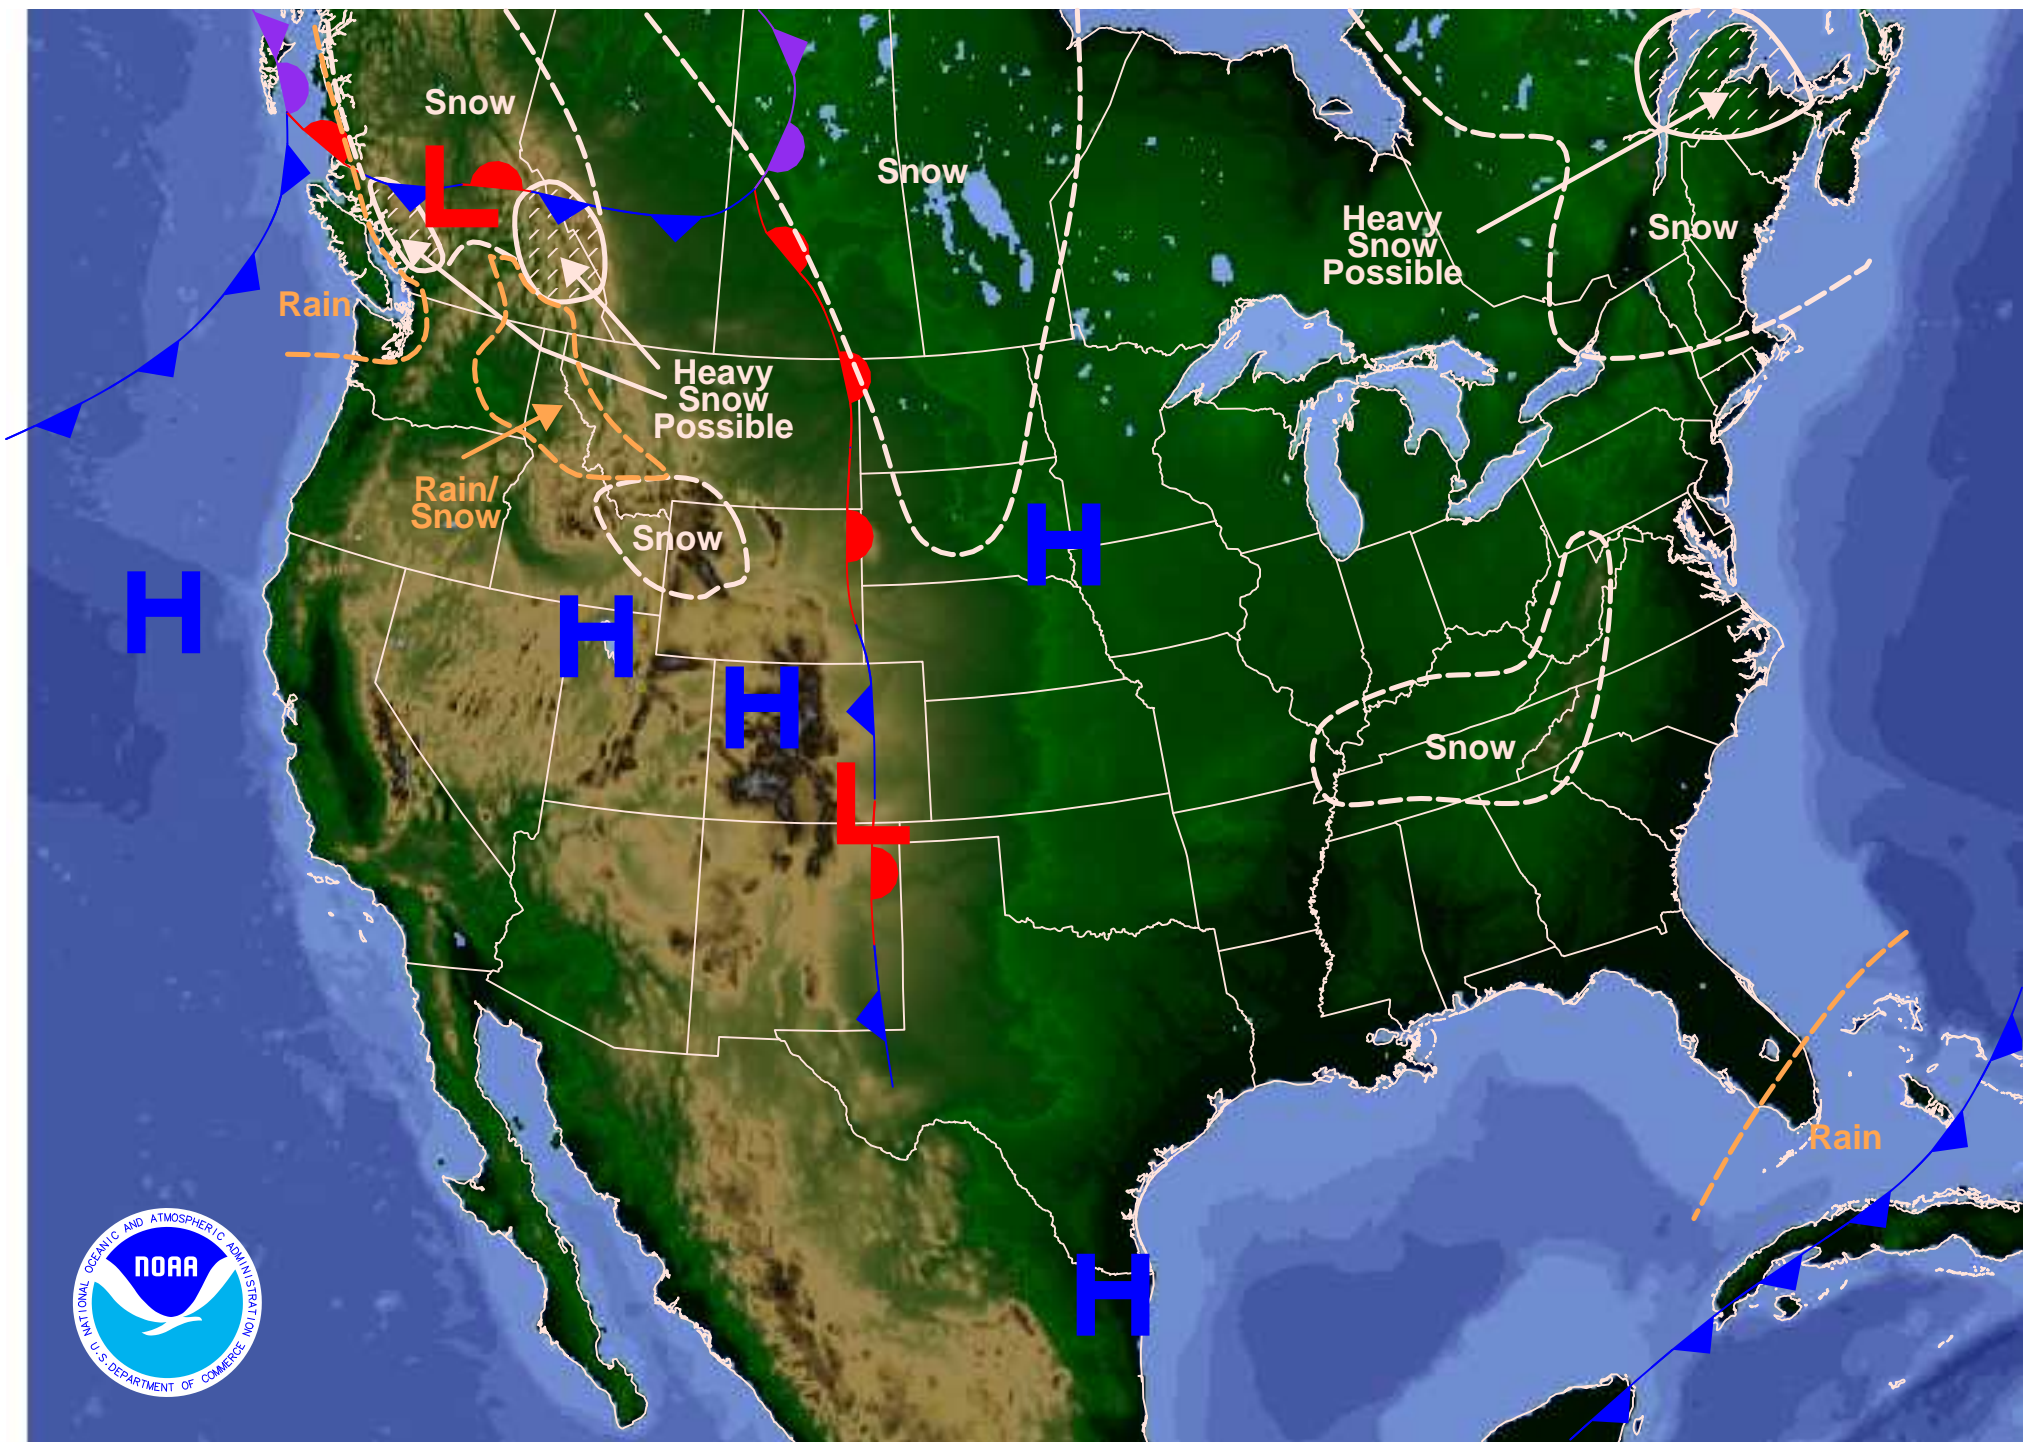 Snow
L
Snow
Heavy
Snow
Possible
Snow
Rain
Heavy
Snow
Possible
Rain/
Snow
Snow
H
H
H
H
L
Snow
Rain
H
NATIONAL OCEANIC AND ATMOSPHERIC ADMINISTRATION
NOAA
U.S. DEPARTMENT OF COMMERCE